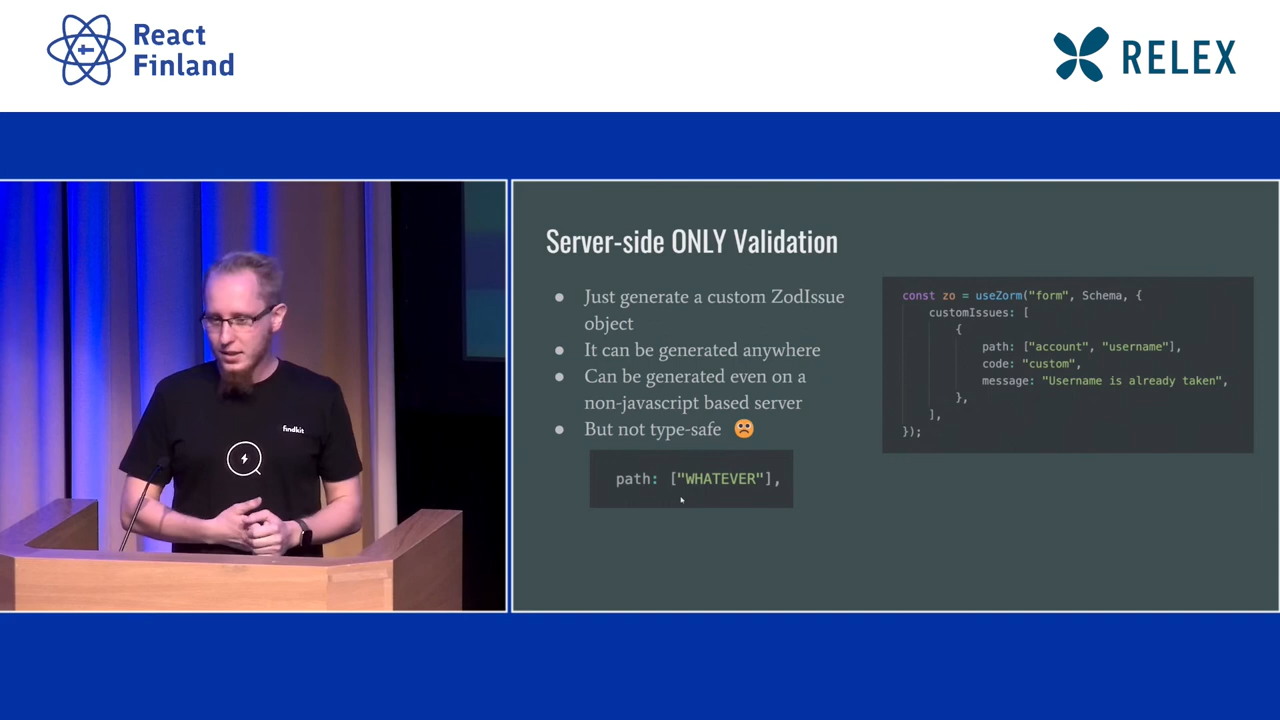 React
Finland
RELEX
findkit
Server-side ONLY Validation
● Just generate a custom ZodIssue
object
● It can be generated anywhere
● Can be generated even on a
non-javascript based server
● But not type-safe 🙁
path: ["WHATEVER"],
const zo = useZorm("form", Schema, {
customIssues: [
{
path: ["account", "username"],
code: "custom",
message: "Username is already taken",
},
],
});